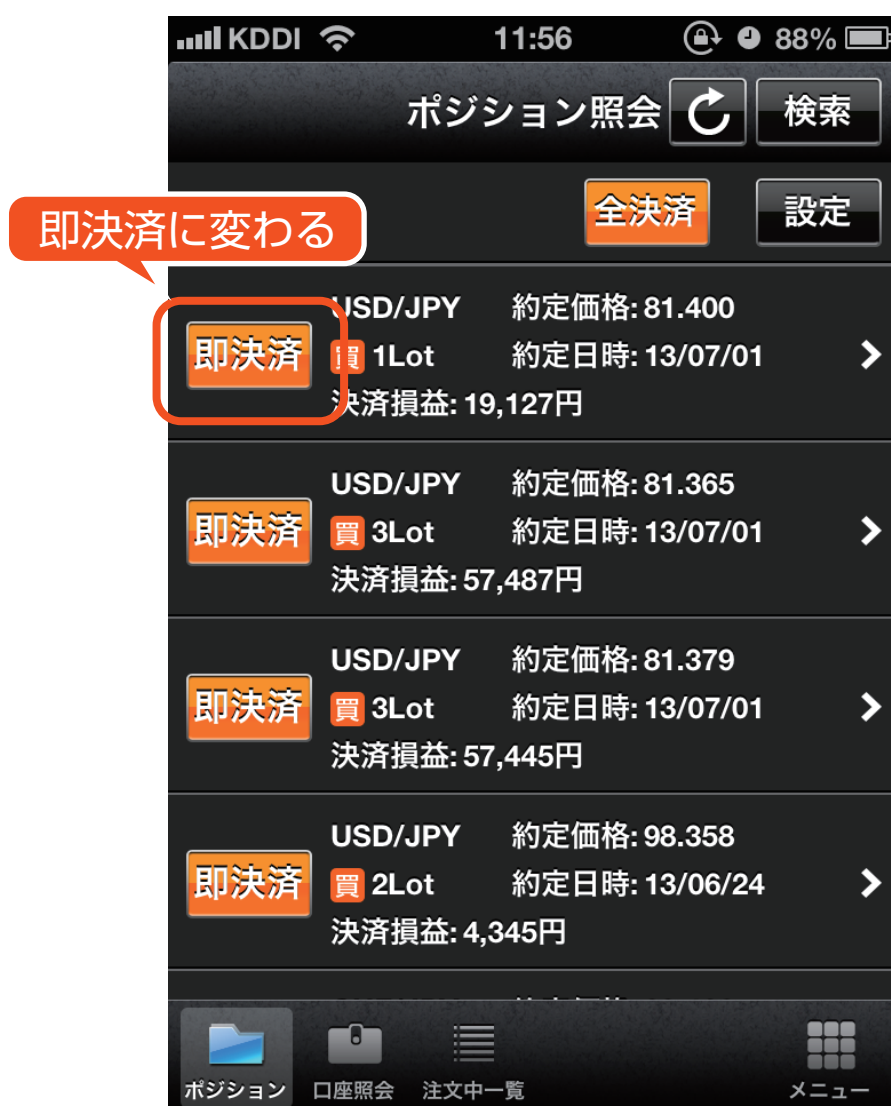 KDDI 11:56 88%
ポジション照会 検索
全決済 設定
即決済に変わる
即決済
USD/JPY 約定価格: 81.400
買 1Lot 約定日時: 13/07/01
決済損益: 19,127円
即決済
USD/JPY 約定価格: 81.365
買 3Lot 約定日時: 13/07/01
決済損益: 57,487円
即決済
USD/JPY 約定価格: 81.379
買 3Lot 約定日時: 13/07/01
決済損益: 57,445円
即決済
USD/JPY 約定価格: 98.358
買 2Lot 約定日時: 13/06/24
決済損益: 4,345円
ポジション 口座照会 注文中一覧 メニュー